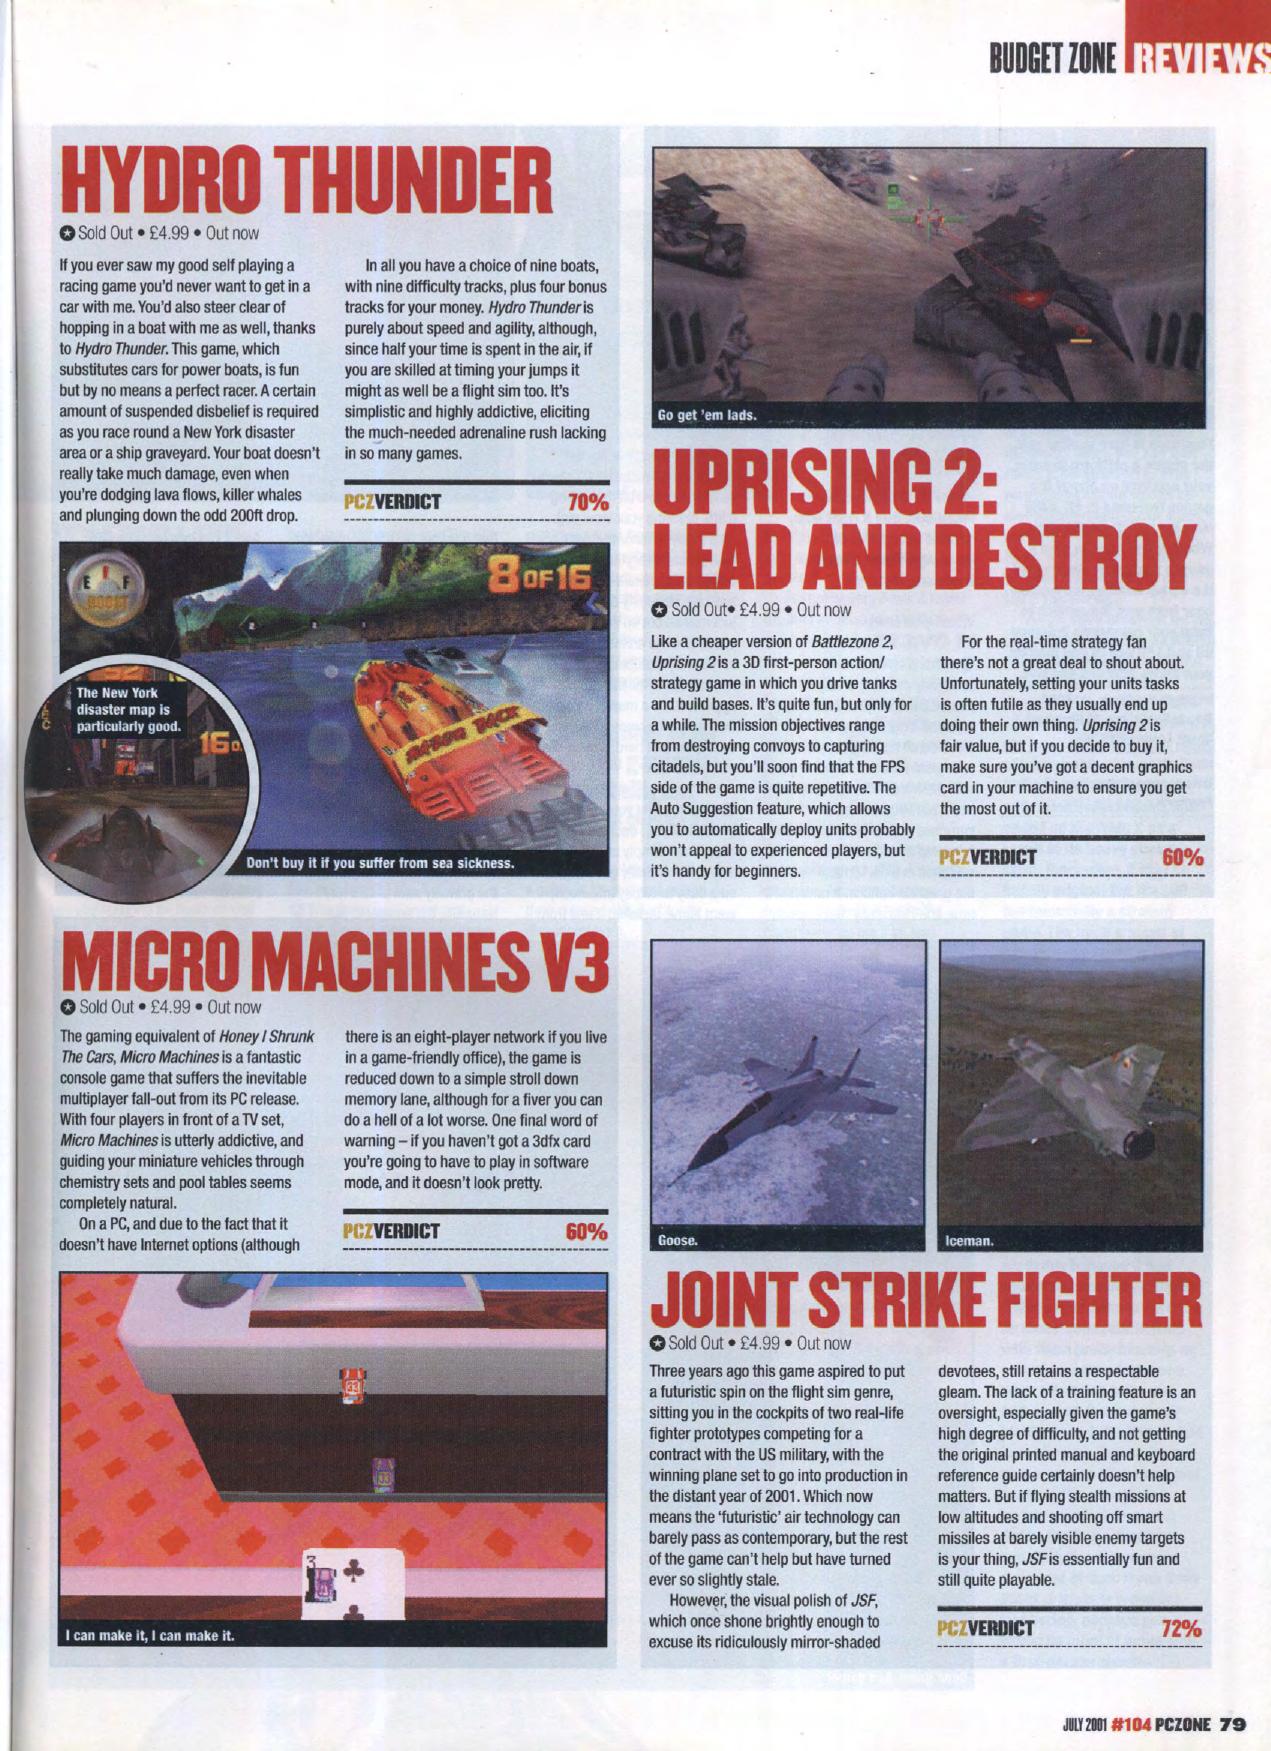 BUDGET ZONE REVIEWS
HYDRO THUNDER
Sold Out • £4.99 • Out now
If you ever saw my good self playing a
racing game you'd never want to get in a
car with me. You'd also steer clear of
hopping in a boat with me as well, thanks
to Hydro Thunder. This game, which
substitutes cars for power boats, is fun
but by no means a perfect racer. A certain
amount of suspended disbelief is required
as you race round a New York disaster
area or a ship graveyard. Your boat doesn't
really take much damage, even when
you're dodging lava flows, killer whales
and plunging down the odd 200ft drop.
In all you have a choice of nine boats,
with nine difficulty tracks, plus four bonus
tracks for your money. Hydro Thunder is
purely about speed and agility, although,
since half your time is spent in the air, if
you are skilled at timing your jumps it
might as well be a flight sim too. It's
simplistic and highly addictive, eliciting
the much-needed adrenaline rush lacking
in so many games.
PCZVERDICT 70%
E F
BOOST
8 OF 16
The New York
disaster map is
particularly good.
Don't buy it if you suffer from sea sickness.
Go get 'em lads.
UPRISING 2:
LEAD AND DESTROY
Sold Out• £4.99 • Out now
Like a cheaper version of Battlezone 2,
Uprising 2 is a 3D first-person action/
strategy game in which you drive tanks
and build bases. It's quite fun, but only for
a while. The mission objectives range
from destroying convoys to capturing
citadels, but you'll soon find that the FPS
side of the game is quite repetitive. The
Auto Suggestion feature, which allows
you to automatically deploy units probably
won't appeal to experienced players, but
it's handy for beginners.
For the real-time strategy fan
there's not a great deal to shout about.
Unfortunately, setting your units tasks
is often futile as they usually end up
doing their own thing. Uprising 2 is
fair value, but if you decide to buy it,
make sure you've got a decent graphics
card in your machine to ensure you get
the most out of it.
PCZVERDICT 60%
MICRO MACHINES V3
Sold Out • £4.99 • Out now
The gaming equivalent of Honey I Shrunk
The Cars, Micro Machines is a fantastic
console game that suffers the inevitable
multiplayer fall-out from its PC release.
With four players in front of a TV set,
Micro Machines is utterly addictive, and
guiding your miniature vehicles through
chemistry sets and pool tables seems
completely natural.
On a PC, and due to the fact that it
doesn't have Internet options (although
there is an eight-player network if you live
in a game-friendly office), the game is
reduced down to a simple stroll down
memory lane, although for a fiver you can
do a hell of a lot worse. One final word of
warning – if you haven't got a 3dfx card
you're going to have to play in software
mode, and it doesn't look pretty.
PCZVERDICT 60%
3
I can make it, I can make it.
Goose.
Iceman.
JOINT STRIKE FIGHTER
Sold Out • £4.99 • Out now
Three years ago this game aspired to put
a futuristic spin on the flight sim genre,
sitting you in the cockpits of two real-life
fighter prototypes competing for a
contract with the US military, with the
winning plane set to go into production in
the distant year of 2001. Which now
means the 'futuristic' air technology can
barely pass as contemporary, but the rest
of the game can't help but have turned
ever so slightly stale.
However, the visual polish of JSF,
which once shone brightly enough to
excuse its ridiculously mirror-shaded
devotees, still retains a respectable
gleam. The lack of a training feature is an
oversight, especially given the game's
high degree of difficulty, and not getting
the original printed manual and keyboard
reference guide certainly doesn't help
matters. But if flying stealth missions at
low altitudes and shooting off smart
missiles at barely visible enemy targets
is your thing, JSF is essentially fun and
still quite playable.
PCZVERDICT 72%
JULY 2001 #104 PCZONE 79